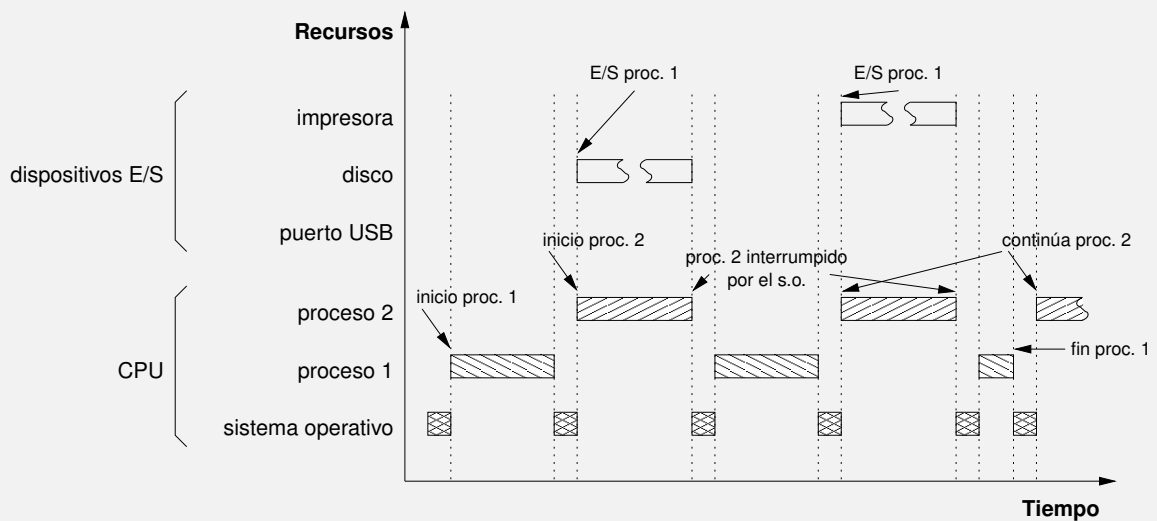 Recursos
E/S proc. 1
E/S proc. 1
impresora
dispositivos E/S
disco
puerto USB
inicio proc. 2
proc. 2 interrumpido
por el s.o.
continúa proc. 2
inicio proc. 1
proceso 2
CPU
proceso 1
fin proc. 1
sistema operativo
Tiempo